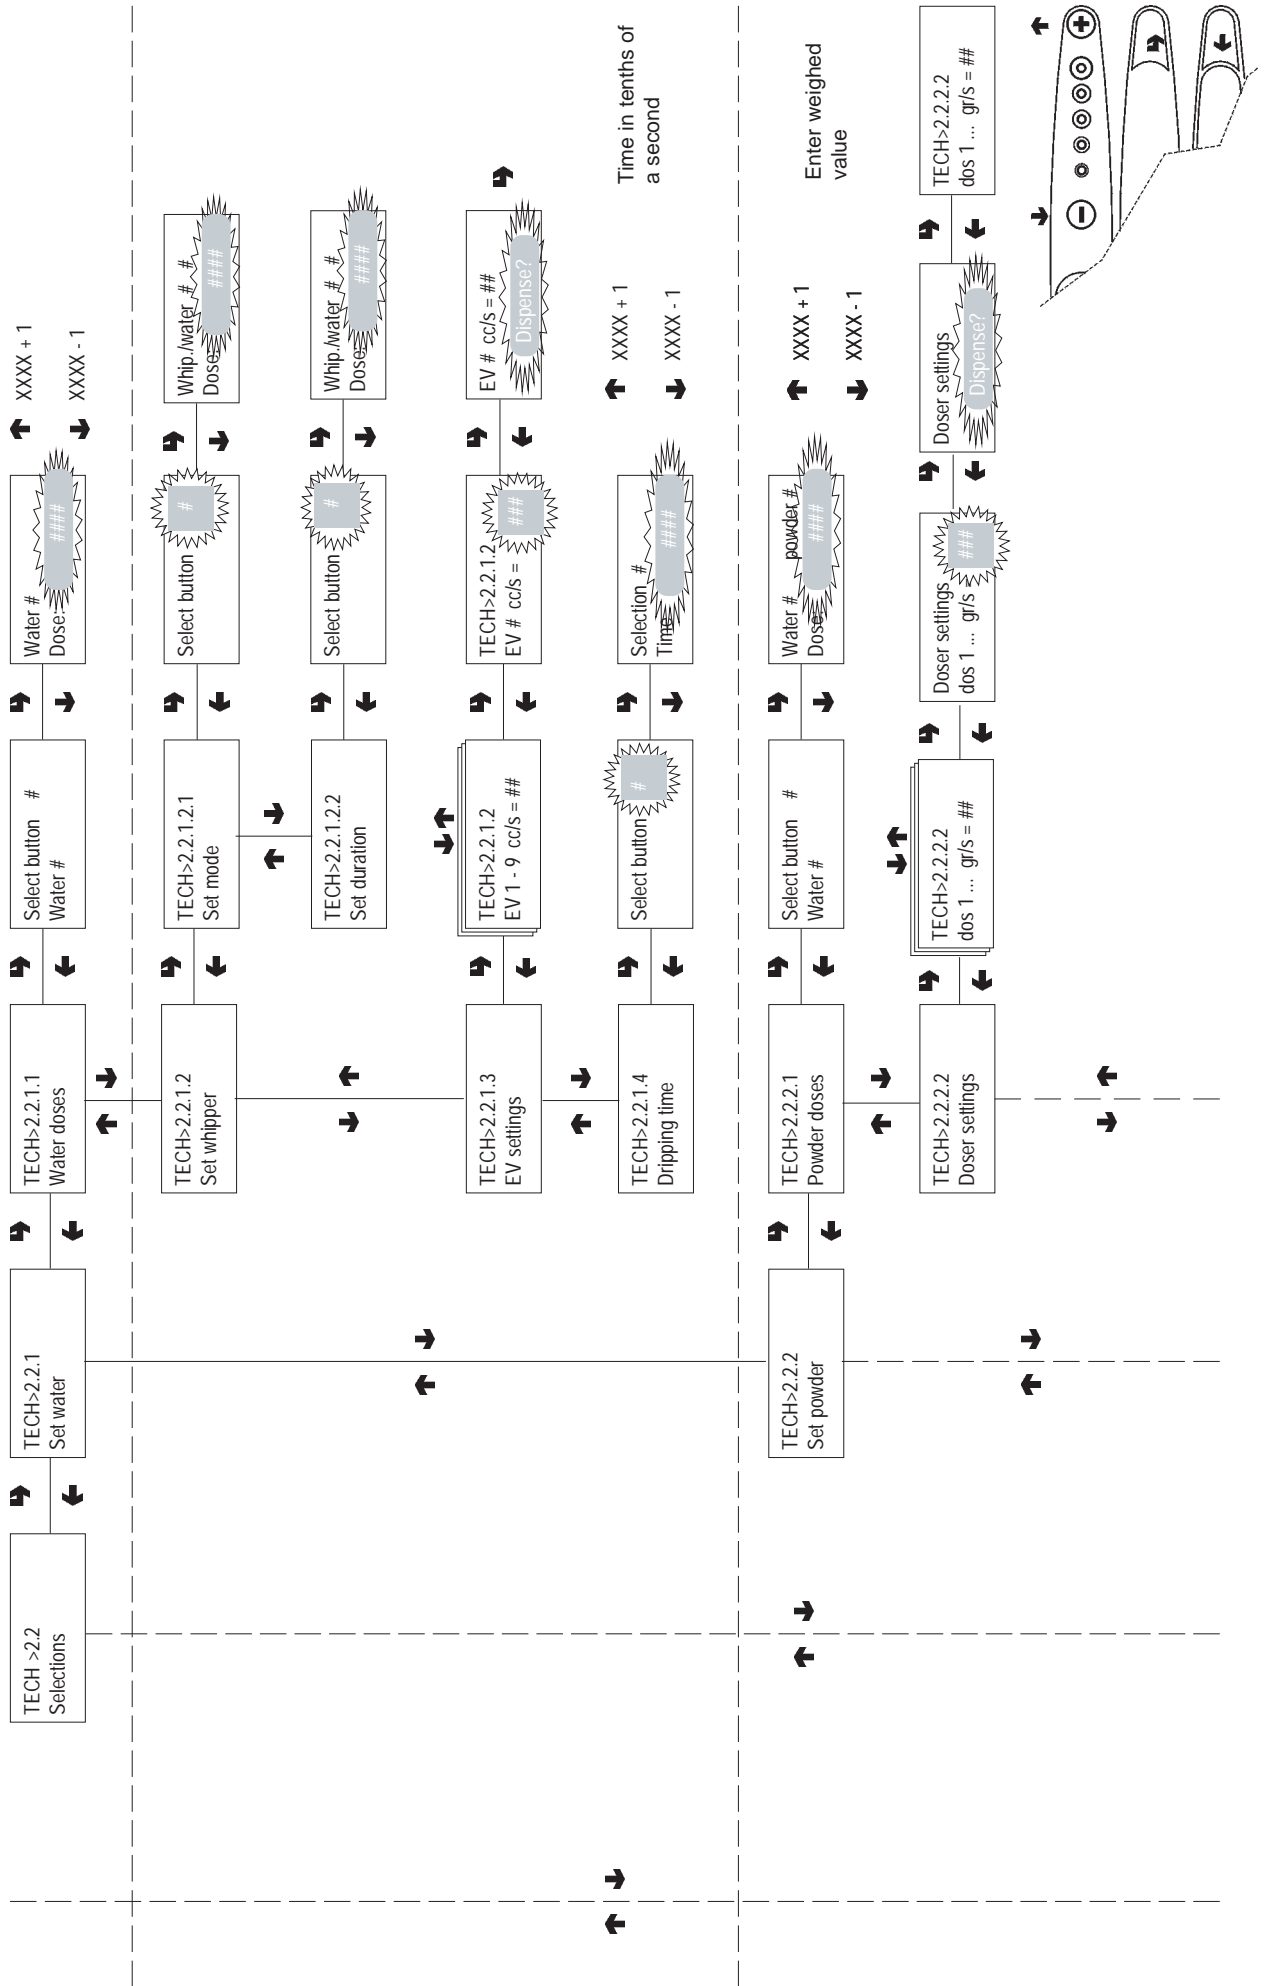 TECH >2.2
Selections
TECH>2.2.1
Set water
TECH>2.2.1.1
Water doses
Select button #
Water #
Water #
Dose:
####
XXXX + 1
XXXX - 1
TECH>2.2.1.2
Set whipper
TECH>2.2.1.2.1
Set mode
Select button
#
Whip./water # #
Dose:
####
TECH>2.2.1.2.2
Set duration
Select button
#
Whip./water # #
Dose:
####
TECH>2.2.1.3
EV settings
TECH>2.2.1.2
EV 1 - 9 cc/s = ##
TECH>2.2.1.2
EV # cc/s =
###
EV # cc/s = ##
Dispense?
TECH>2.2.1.4
Dripping time
Select button
#
Selection #
Time
####
XXXX + 1
XXXX - 1
Time in tenths of
a second
TECH>2.2.2
Set powder
TECH>2.2.2.1
Powder doses
Select button #
Water #
Water # powder #
Dose:
####
XXXX + 1
XXXX - 1
Enter weighed
value
TECH>2.2.2.2
Doser settings
TECH>2.2.2.2
dos 1 ... gr/s = ##
Doser settings
dos 1 ... gr/s =
###
Doser settings
Dispense?
TECH>2.2.2.2.2
dos 1 ... gr/s = ##